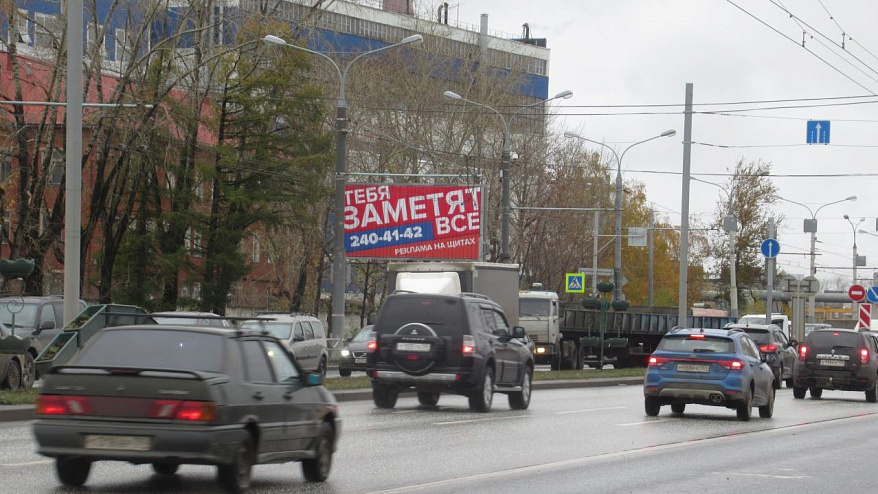 ТЕБЯ
ЗАМЕТЯТ
ВСЕ
240-41-42
РЕКЛАМА НА ЩИТАХ